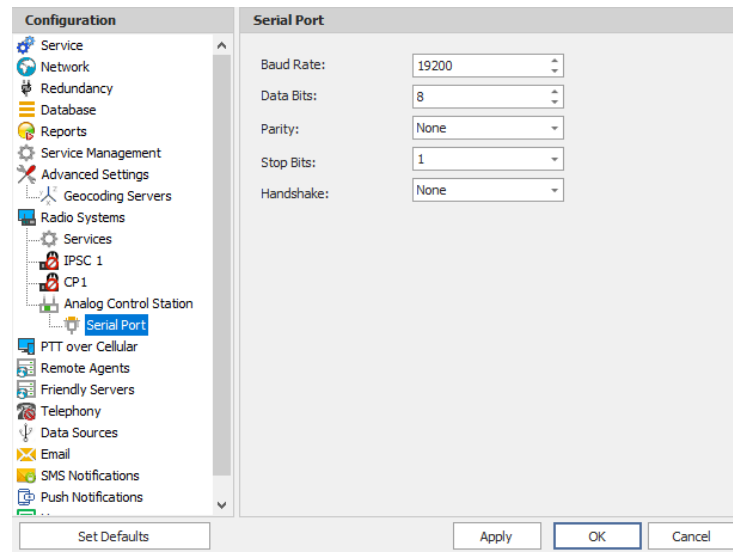 Configuration
Service
Network
Redundancy
Database
Reports
Service Management
Advanced Settings
Geocoding Servers
Radio Systems
Services
IPSC 1
CP1
Analog Control Station
Serial Port
PTT over Cellular
Remote Agents
Friendly Servers
Telephony
Data Sources
Email
SMS Notifications
Push Notifications
Set Defaults
Serial Port
Baud Rate: 19200
Data Bits: 8
Parity: None
Stop Bits: 1
Handshake: None
Apply OK Cancel